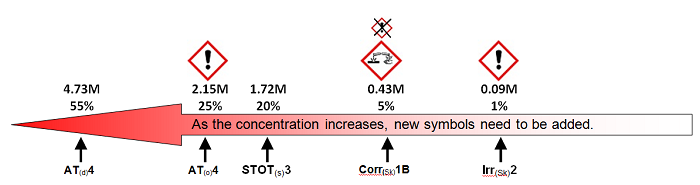 4.73M 2.15M 1.72M 0.43M 0.09M
55% 25% 20% 5% 1%
As the concentration increases, new symbols need to be added.
AT(d)4 AT(o)4 STOT(s)3 Corr(Sk)1B Irr(Sk)2